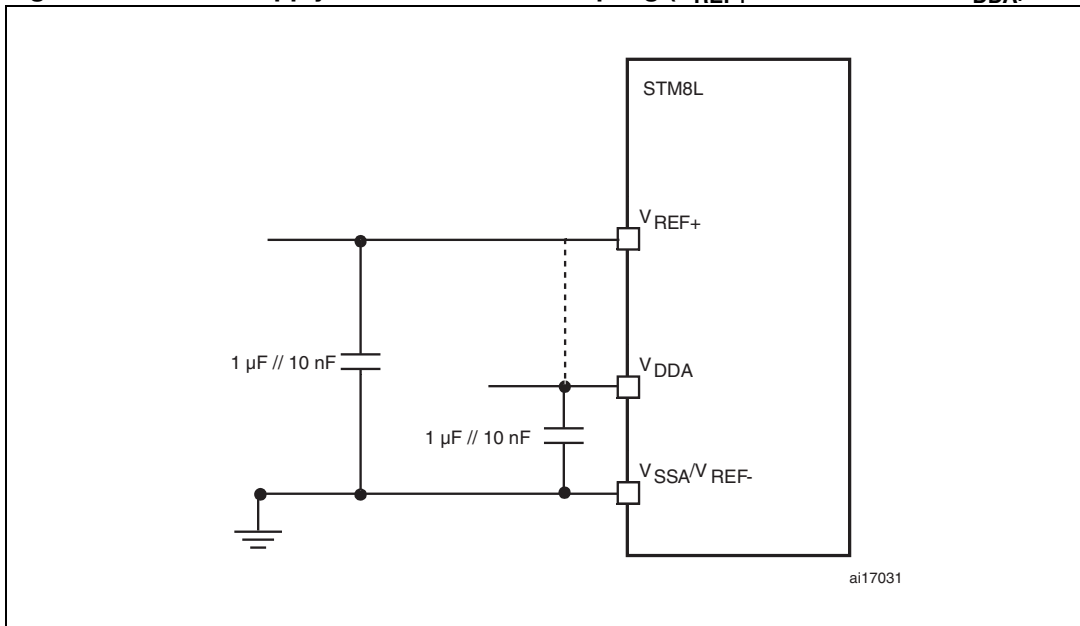 STM8L
VREF+
1 µF // 10 nF
VDDA
1 µF // 10 nF
VSSA/VREF-
ai17031